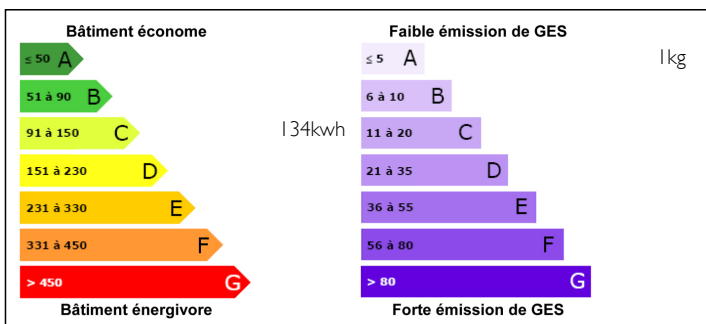 Bâtiment économe
≤ 50 A
51 à 90 B
91 à 150 C
151 à 230 D
231 à 330 E
331 à 450 F
> 450 G
Bâtiment énergivore
134kwh
Faible émission de GES
≤ 5 A
6 à 10 B
11 à 20 C
21 à 35 D
36 à 55 E
56 à 80 F
> 80 G
Forte émission de GES
1kg